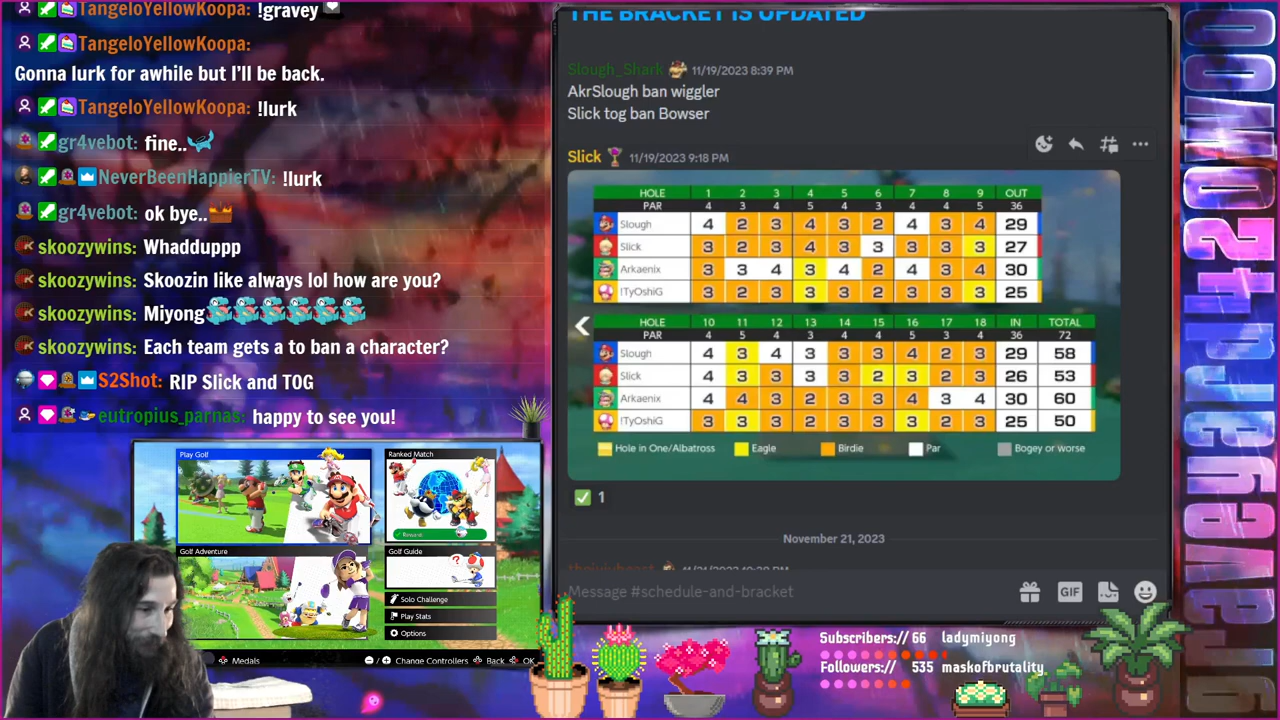 TangeloYellowKoopa: !gravey
TangeloYellowKoopa:
Gonna lurk for awhile but I'll be back.
TangeloYellowKoopa: !lurk
gr4vebot: fine..
NeverBeenHappierTV: !lurk
gr4vebot: ok bye..
skoozywins: Whadduppp
skoozywins: Skoozin like always lol how are you?
skoozywins: Miyong
skoozywins: Each team gets a to ban a character?
S2Shot: RIP Slick and TOG
eutropius_parnas: happy to see you!
Play Golf
Ranked Match
Golf Adventure
Golf Guide
Solo Challenge
Play Stats
Options
Medals
Change Controllers
Back
OK
THE BRACKET IS UPDATED
Slough_Shark 11/19/2023 8:39 PM
AkrSlough ban wiggler
Slick tog ban Bowser
Slick 11/19/2023 9:18 PM
HOLE 1 2 3 4 5 6 7 8 9 OUT
PAR 4 3 4 5 4 3 4 4 5 36
Slough 4 2 3 4 3 2 4 3 4 29
Slick 3 2 3 4 3 3 3 3 3 27
Arkaenix 3 3 4 3 4 2 4 3 4 30
!TyOshiG 3 2 3 3 3 2 3 3 3 25
HOLE 10 11 12 13 14 15 16 17 18 IN TOTAL
PAR 4 5 4 3 4 4 5 3 4 36 72
Slough 4 3 4 3 3 3 4 2 3 29 58
Slick 4 3 3 3 3 2 3 2 3 26 53
Arkaenix 4 4 3 2 3 3 4 3 4 30 60
!TyOshiG 3 3 3 2 3 3 3 2 3 25 50
Hole in One/Albatross
Eagle
Birdie
Par
Bogey or worse
1
November 21, 2023
Message #schedule-and-bracket
GIF
Subscribers:// 66 ladymiyong
Followers:// 535 maskofbrutality